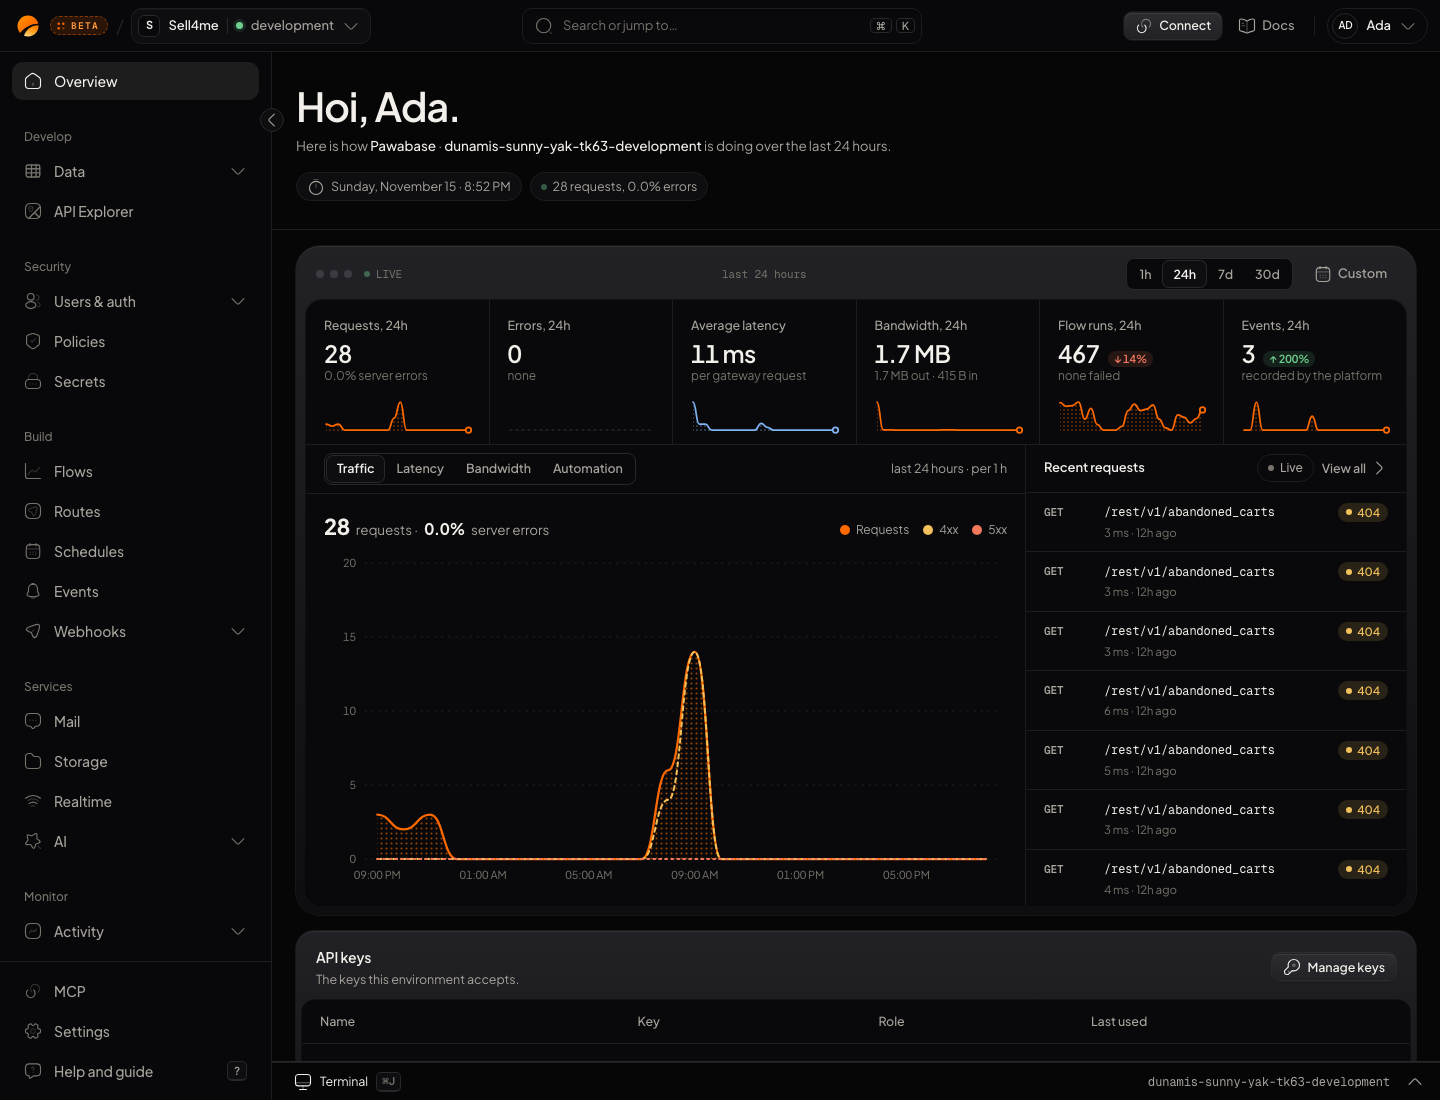 BETA
/
S Sell4me
development
Search or jump to...
⌘ K
Connect
Docs
AD Ada
Overview
Develop
Data
API Explorer
Security
Users & auth
Policies
Secrets
Build
Flows
Routes
Schedules
Events
Webhooks
Services
Mail
Storage
Realtime
AI
Monitor
Activity
MCP
Settings
Help and guide ?
Hoi, Ada.
Here is how Pawabase · dunamis-sunny-yak-tk63-development is doing over the last 24 hours.
Sunday, November 15 · 8:52 PM
28 requests, 0.0% errors
LIVE
last 24 hours
1h 24h 7d 30d
Custom
Requests, 24h
28
0.0% server errors
Errors, 24h
0
none
Average latency
11 ms
per gateway request
Bandwidth, 24h
1.7 MB
1.7 MB out · 415 B in
Flow runs, 24h
467 ↓14%
none failed
Events, 24h
3 ↑200%
recorded by the platform
Traffic Latency Bandwidth Automation
last 24 hours · per 1 h
28 requests · 0.0% server errors
Requests 4xx 5xx
20
15
10
5
0
09:00 PM 01:00 AM 05:00 AM 09:00 AM 01:00 PM 05:00 PM
Recent requests
Live
View all
GET /rest/v1/abandoned_carts 404
3 ms · 12h ago
GET /rest/v1/abandoned_carts 404
3 ms · 12h ago
GET /rest/v1/abandoned_carts 404
3 ms · 12h ago
GET /rest/v1/abandoned_carts 404
6 ms · 12h ago
GET /rest/v1/abandoned_carts 404
5 ms · 12h ago
GET /rest/v1/abandoned_carts 404
3 ms · 12h ago
GET /rest/v1/abandoned_carts 404
4 ms · 12h ago
API keys
The keys this environment accepts.
Manage keys
Name Key Role Last used
Terminal ⌘J
dunamis-sunny-yak-tk63-development